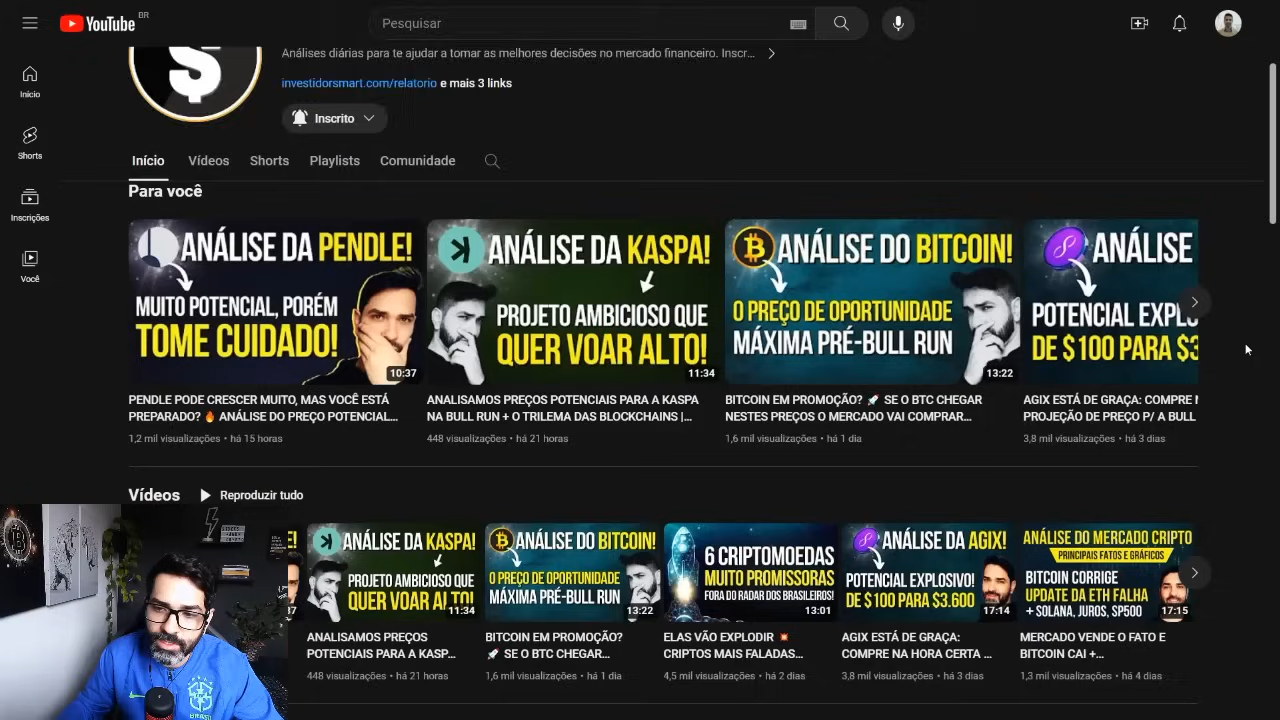 YouTube BR
Pesquisar
Análises diárias para te ajudar a tomar as melhores decisões no mercado financeiro. Inscr...
investidorsmart.com/relatorio e mais 3 links
Inscrito
Início
Shorts
Inscrições
Você
Início Vídeos Shorts Playlists Comunidade
Para você
ANÁLISE DA PENDLE!
MUITO POTENCIAL, PORÉM
TOME CUIDADO!
10:37
PENDLE PODE CRESCER MUITO, MAS VOCÊ ESTÁ
PREPARADO? 🔥 ANÁLISE DO PREÇO POTENCIAL...
1,2 mil visualizações • há 15 horas
ANÁLISE DA KASPA!
PROJETO AMBICIOSO QUE
QUER VOAR ALTO!
11:34
ANALISAMOS PREÇOS POTENCIAIS PARA A KASPA
NA BULL RUN + O TRILEMA DAS BLOCKCHAINS |...
448 visualizações • há 21 horas
ANÁLISE DO BITCOIN!
O PREÇO DE OPORTUNIDADE
MÁXIMA PRÉ-BULL RUN
13:22
BITCOIN EM PROMOÇÃO? 🚀 SE O BTC CHEGAR
NESTES PREÇOS O MERCADO VAI COMPRAR...
1,6 mil visualizações • há 1 dia
ANÁLISE
POTENCIAL EXPLO
DE $100 PARA $3
AGIX ESTÁ DE GRAÇA: COMPRE
PROJEÇÃO DE PREÇO P/ A BULL
3,8 mil visualizações • há 3 dias
Vídeos Reproduzir tudo
ANÁLISE DA KASPA!
PROJETO AMBICIOSO QUE
QUER VOAR ALTO!
11:34
ANALISAMOS PREÇOS
POTENCIAIS PARA A KASP...
448 visualizações • há 21 horas
ANÁLISE DO BITCOIN!
O PREÇO DE OPORTUNIDADE
MÁXIMA PRÉ-BULL RUN
13:22
BITCOIN EM PROMOÇÃO?
🚀 SE O BTC CHEGAR...
1,6 mil visualizações • há 1 dia
6 CRIPTOMOEDAS
MUITO PROMISSORAS
FORA DO RADAR DOS BRASILEIROS!
13:01
ELAS VÃO EXPLODIR 💥
CRIPTOS MAIS FALADAS...
4,5 mil visualizações • há 2 dias
ANÁLISE DA AGIX!
POTENCIAL EXPLOSIVO!
DE $100 PARA $3.600
17:14
AGIX ESTÁ DE GRAÇA:
COMPRE NA HORA CERTA ...
3,8 mil visualizações • há 3 dias
ANÁLISE DO MERCADO CRIPTO
PRINCIPAIS FATOS E GRÁFICOS
BITCOIN CORRIGE
UPDATE DA ETH FALHA
+ SOLANA, JUROS, SP500
17:15
MERCADO VENDE O FATO E
BITCOIN CAI +...
1,3 mil visualizações • há 4 dias
BRASIL